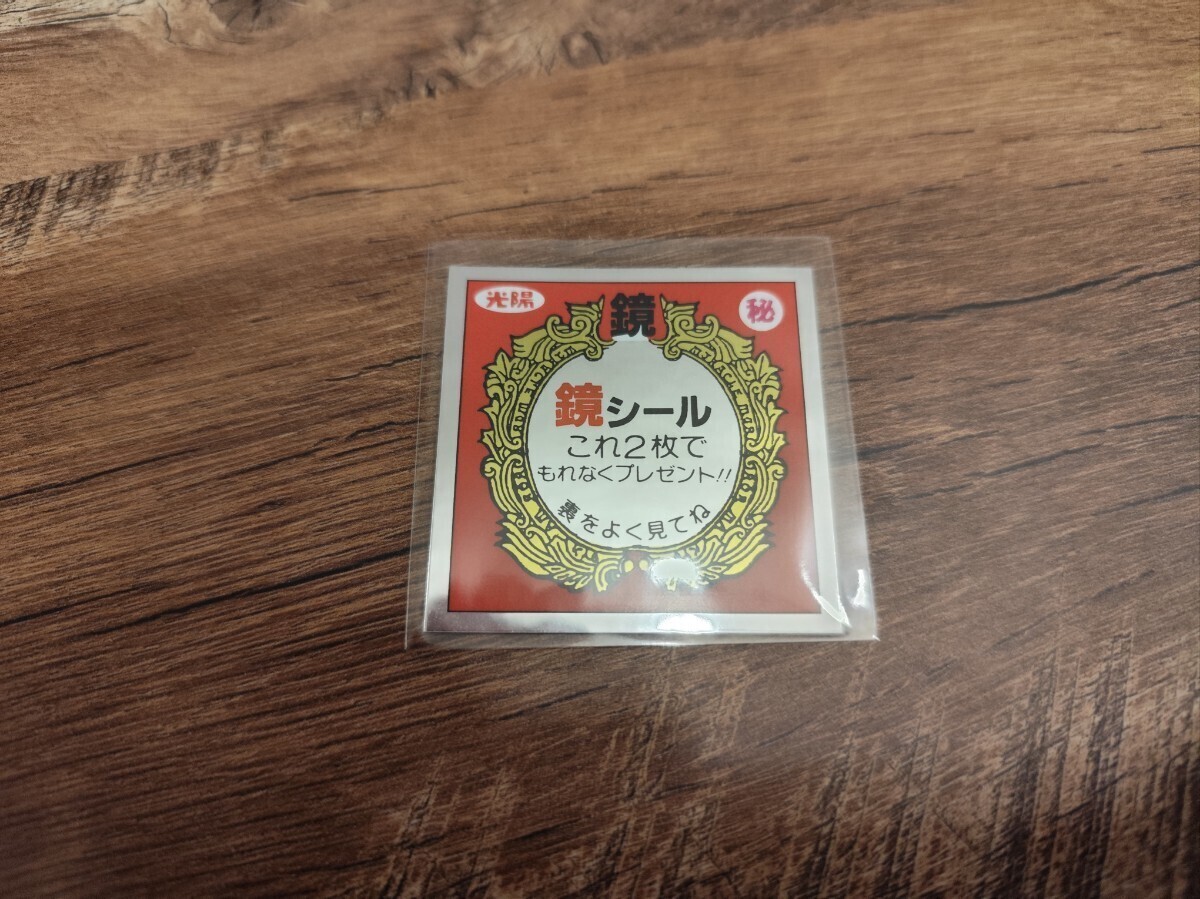 光陽
鏡
秘
鏡シール
これ2枚で
もれなくプレゼント!!
裏をよく見てね